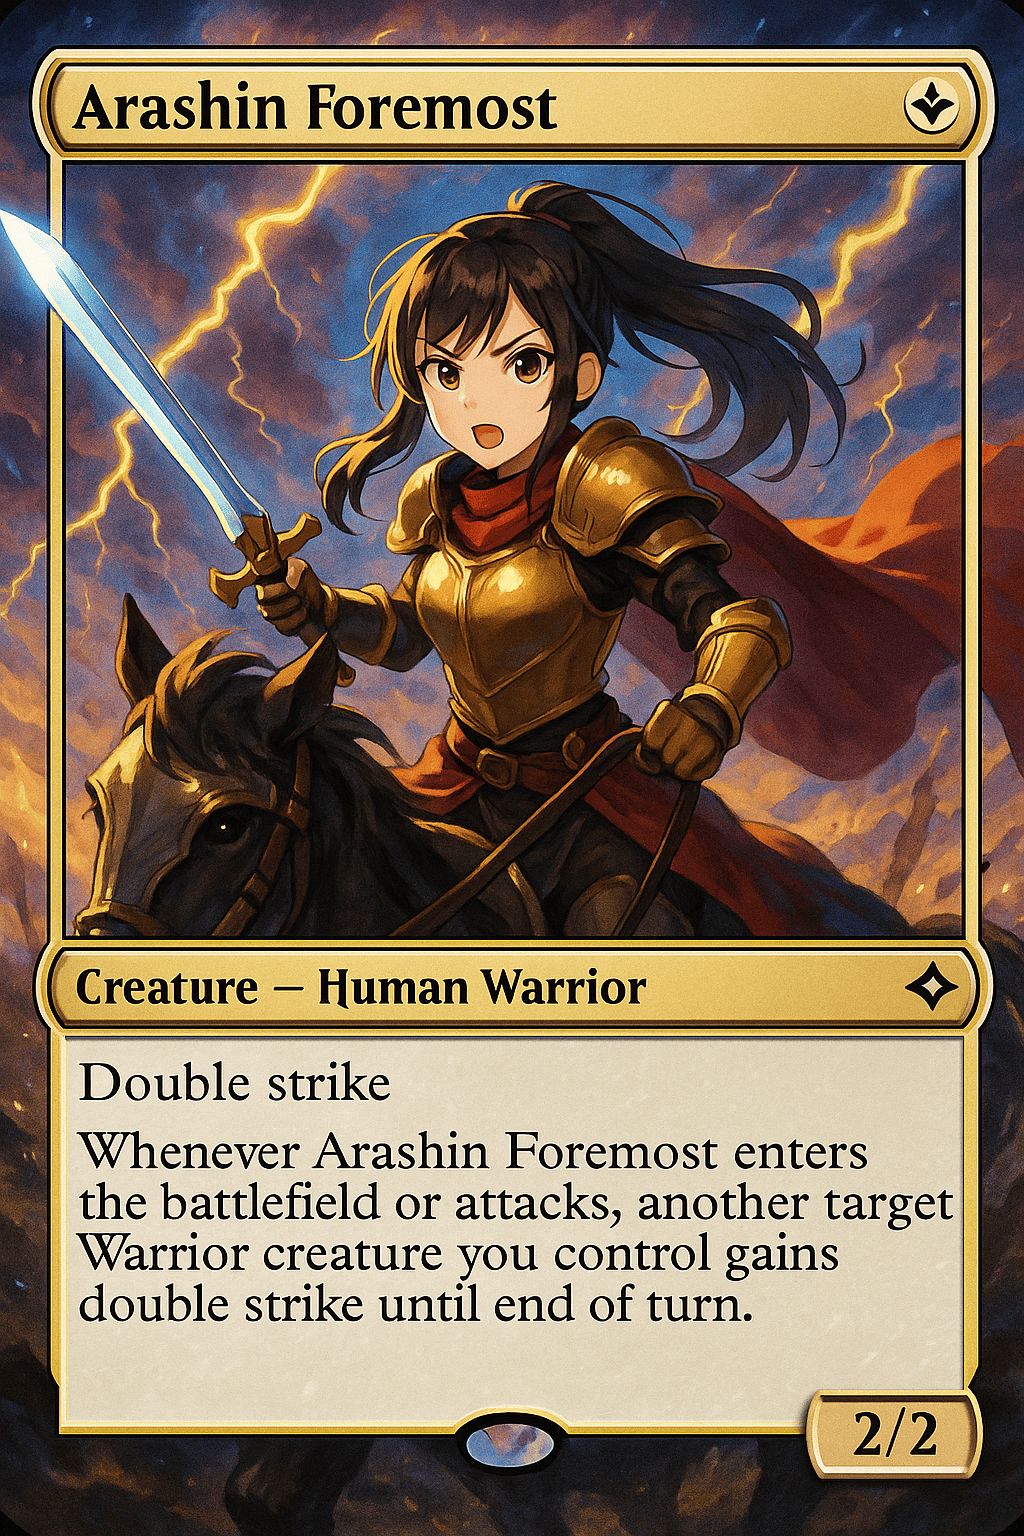 Arashin Foremost
Creature — Human Warrior
Double strike
Whenever Arashin Foremost enters
the battlefield or attacks, another target
Warrior creature you control gains
double strike until end of turn.
2/2